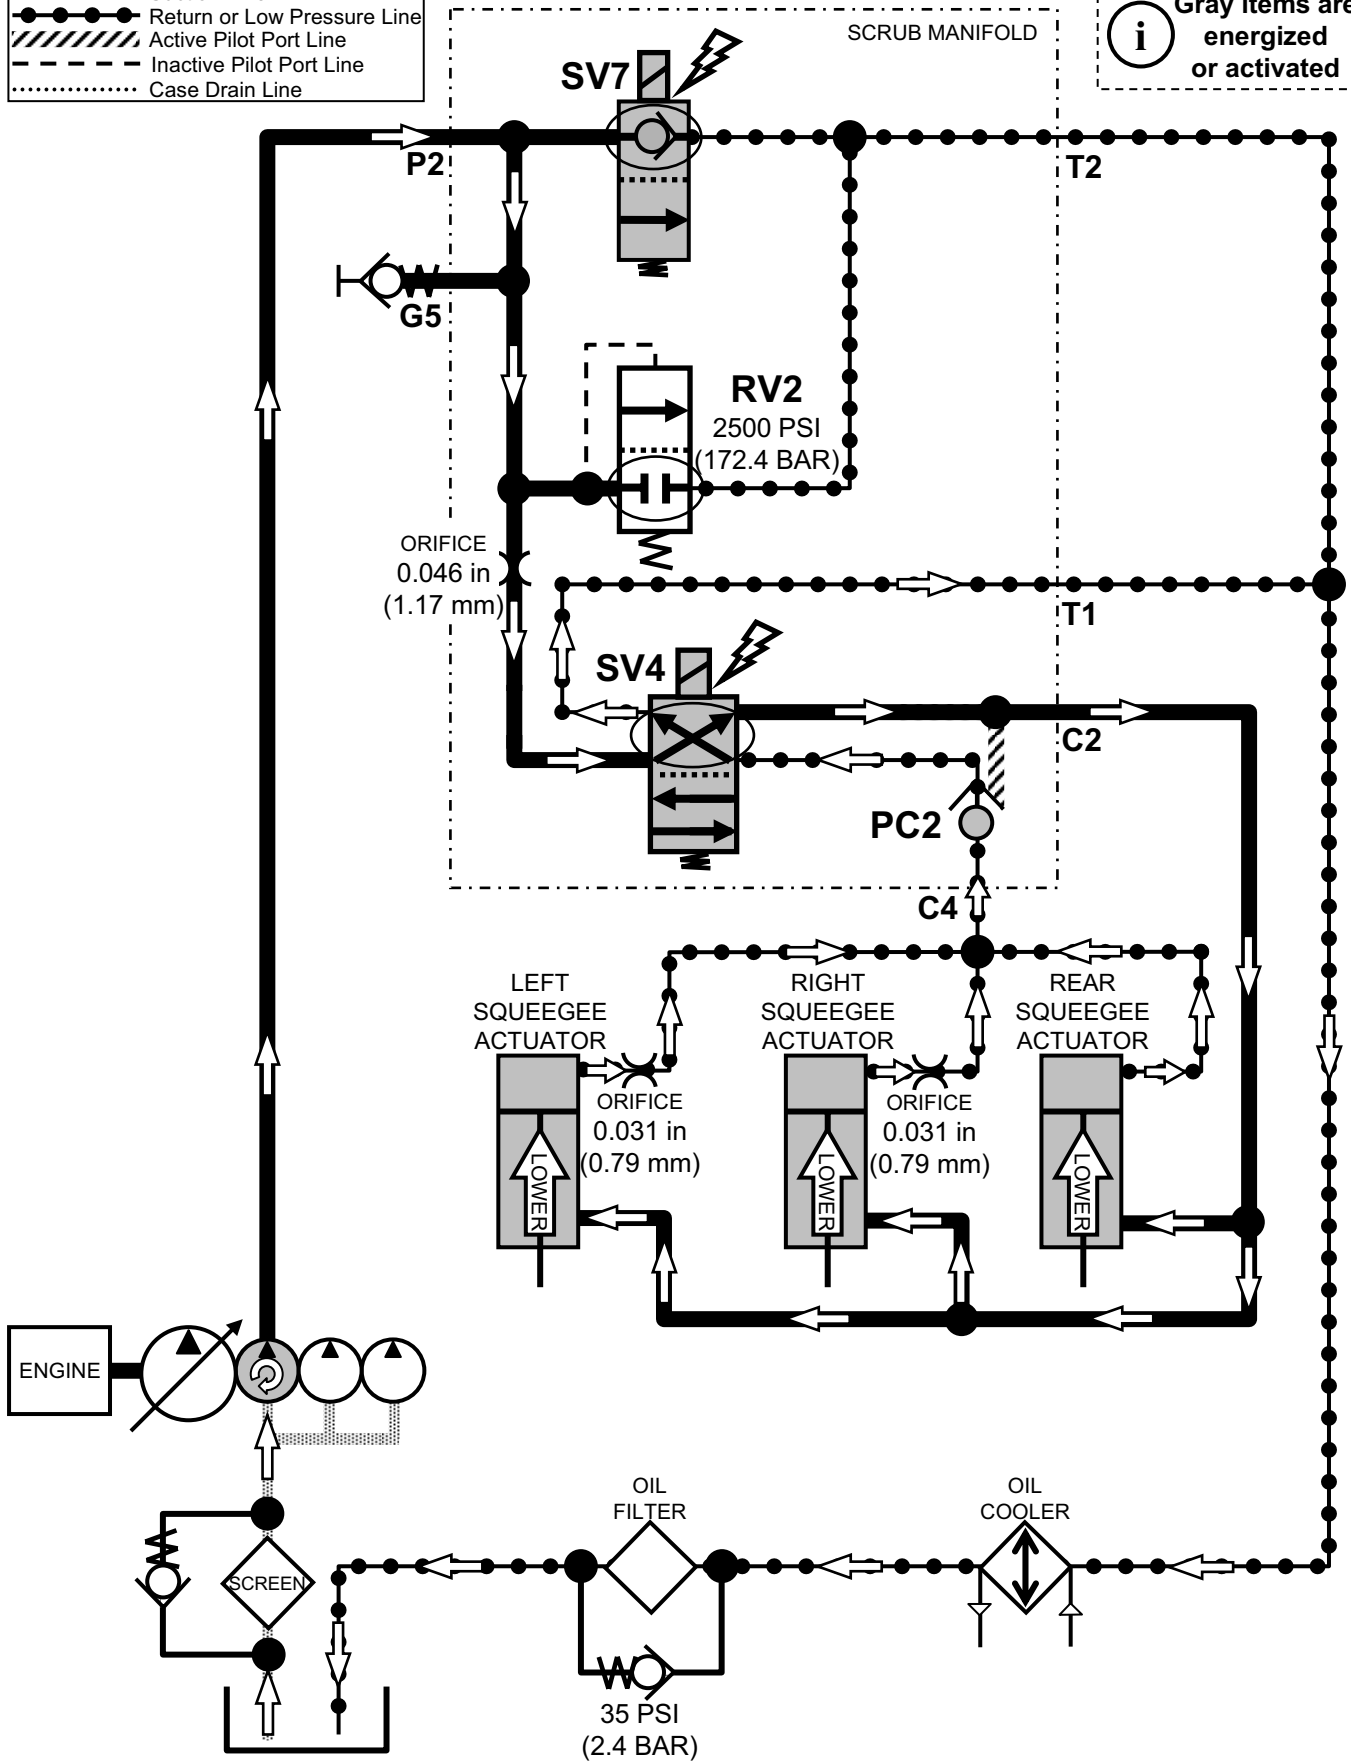 Return or Low Pressure Line
Active Pilot Port Line
Inactive Pilot Port Line
Case Drain Line
SCRUB MANIFOLD
Gray items are
i
energized
or activated
SV7
P2
T2
G5
RV2
2500 PSI
(172.4 BAR)
ORIFICE
0.046 in
(1.17 mm)
T1
SV4
C2
PC2
C4
LEFT
SQUEEGEE
ACTUATOR
RIGHT
SQUEEGEE
ACTUATOR
REAR
SQUEEGEE
ACTUATOR
ORIFICE
0.031 in
(0.79 mm)
ORIFICE
0.031 in
(0.79 mm)
LOWER
LOWER
LOWER
ENGINE
OIL
FILTER
OIL
COOLER
SCREEN
35 PSI
(2.4 BAR)